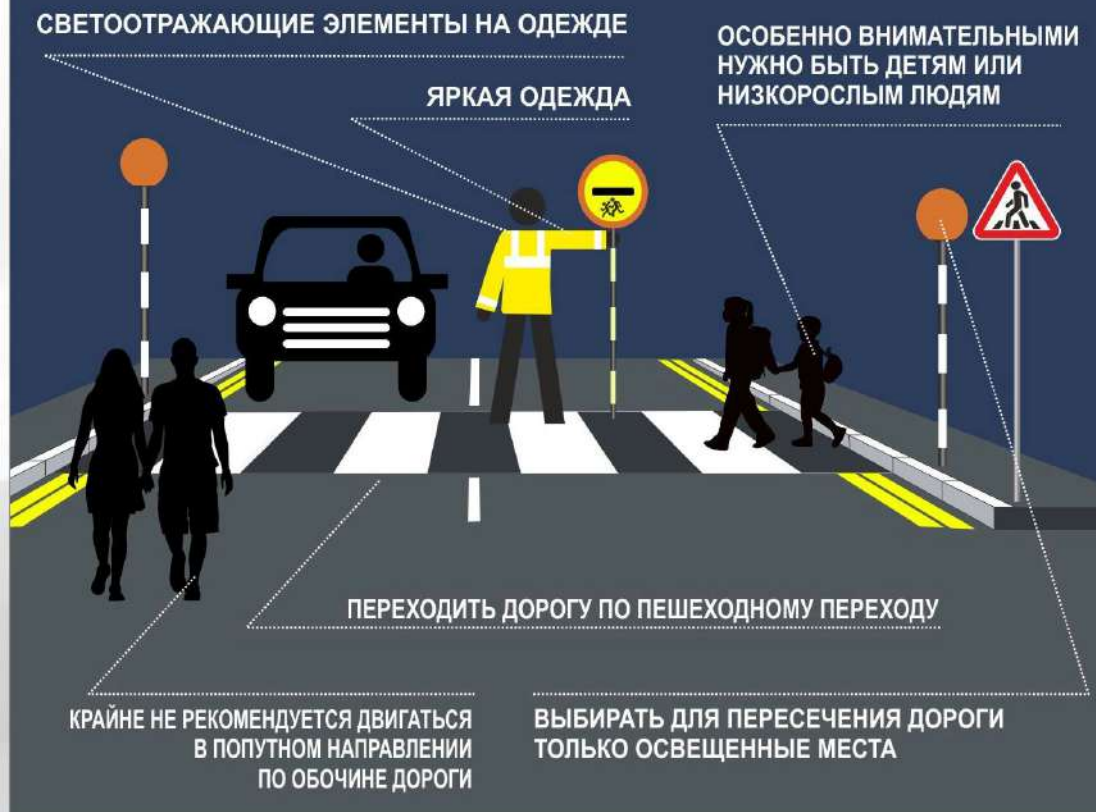 СВЕТООТРАЖАЮЩИЕ ЭЛЕМЕНТЫ НА ОДЕЖДЕ
ЯРКАЯ ОДЕЖДА
ОСОБЕННО ВНИМАТЕЛЬНЫМИ
НУЖНО БЫТЬ ДЕТЯМ ИЛИ
НИЗКОРОСЛЫМ ЛЮДЯМ
ПЕРЕХОДИТЬ ДОРОГУ ПО ПЕШЕХОДНОМУ ПЕРЕХОДУ
КРАЙНЕ НЕ РЕКОМЕНДУЕТСЯ ДВИГАТЬСЯ
В ПОПУТНОМ НАПРАВЛЕНИИ
ПО ОБОЧИНЕ ДОРОГИ
ВЫБИРАТЬ ДЛЯ ПЕРЕСЕЧЕНИЯ ДОРОГИ
ТОЛЬКО ОСВЕЩЕННЫЕ МЕСТА